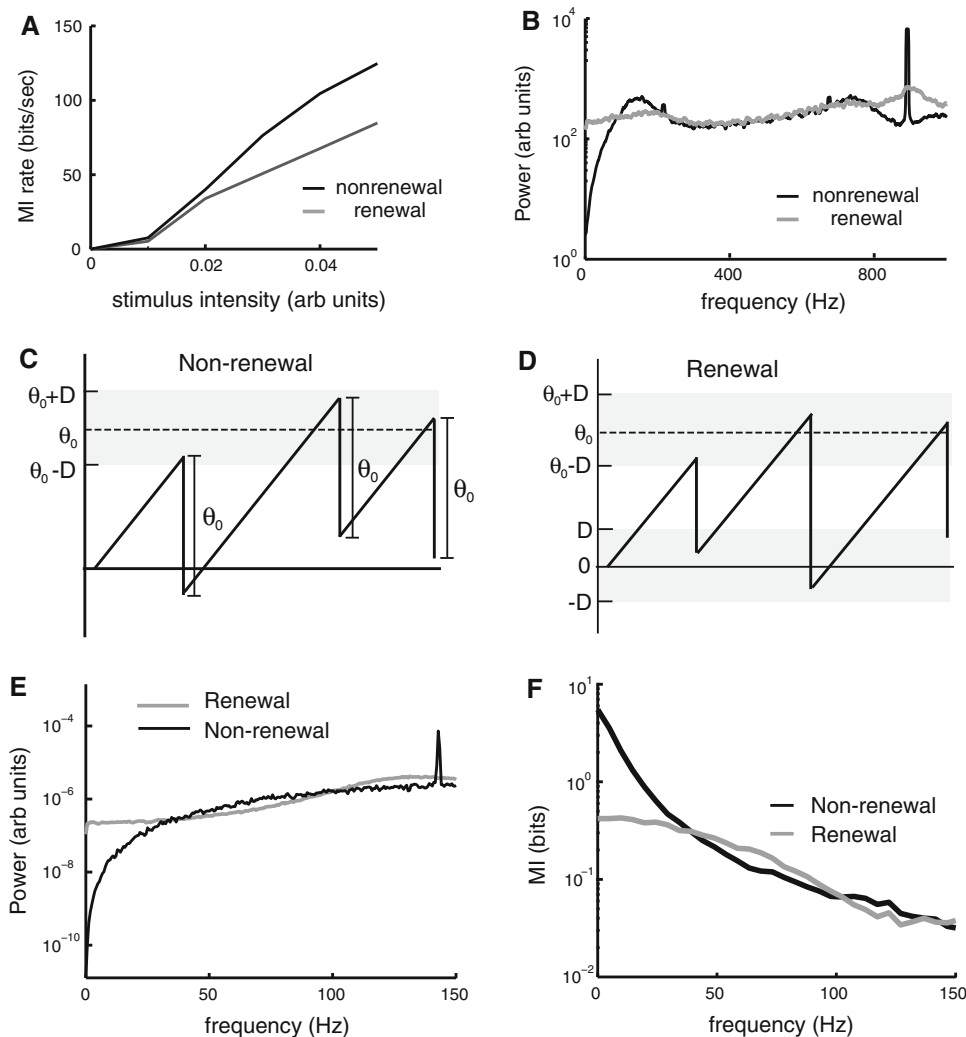 A
MI rate (bits/sec)
150
100
50
0
0
0.02
0.04
nonrenewal
renewal
stimulus intensity (arb units)
B
Power (arb units)
10^4
10^2
10^0
0
400
800
nonrenewal
renewal
frequency (Hz)
C
Non-renewal
θ0+D
θ0
θ0-D
θ0
θ0
θ0
D
Renewal
θ0+D
θ0
θ0-D
D
0
-D
E
Renewal
Non-renewal
Power (arb units)
10^-4
10^-6
10^-8
10^-10
0
50
100
150
frequency (Hz)
F
MI (bits)
10^1
10^0
10^-1
10^-2
0
50
100
150
Non-renewal
Renewal
frequency (Hz)